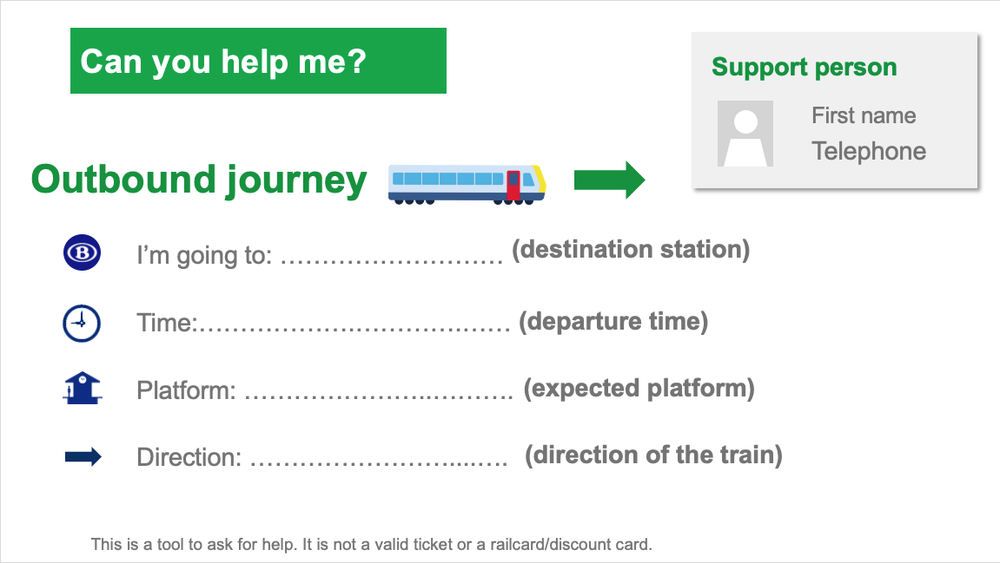 Can you help me?
Support person
First name
Telephone
Outbound journey
B
I’m going to: ……………………… (destination station)
Time:……………….……….….…… (departure time)
Platform: …………………..………. (expected platform)
Direction: …………………….....…. (direction of the train)
This is a tool to ask for help. It is not a valid ticket or a railcard/discount card.